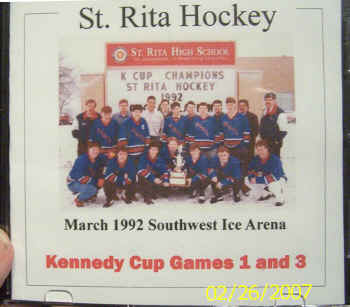 St. Rita Hockey
ST. RITA HIGH SCHOOL
K CUP CHAMPIONS
ST RITA HOCKEY
1992
March 1992 Southwest Ice Arena
Kennedy Cup Games 1 and 3
02/26/2007